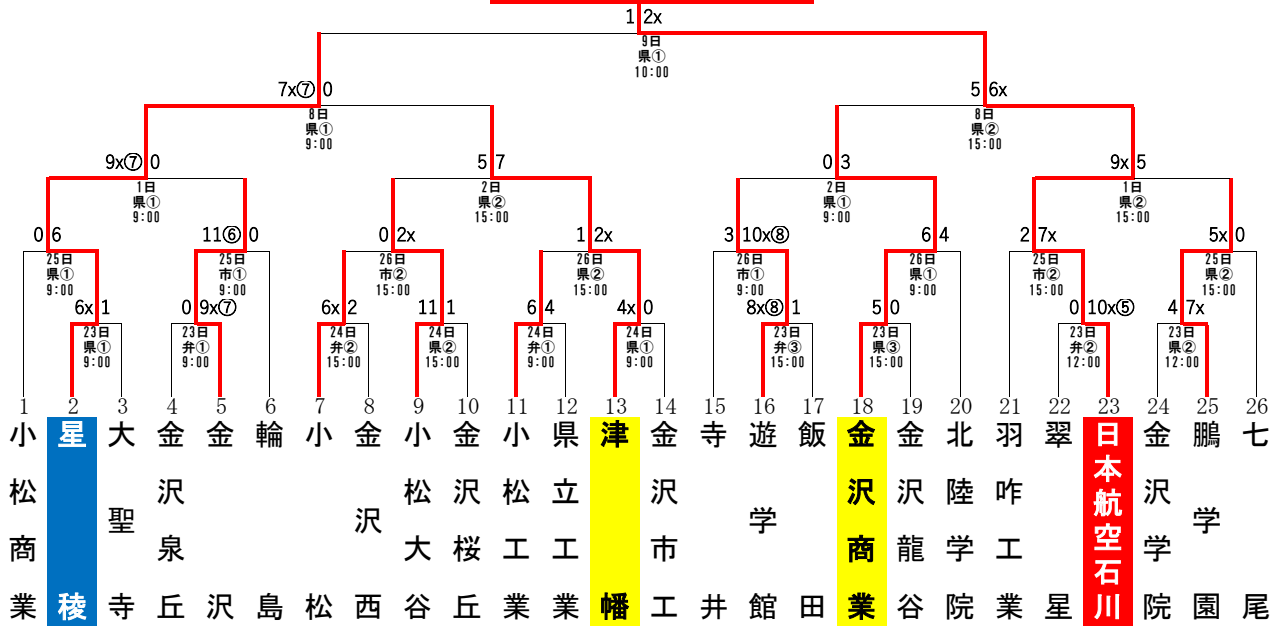 1 2x
9日
県①
10:00
7x⑦ 0
8日
県①
9:00
5 6x
8日
県②
15:00
9x⑦ 0
1日
県①
9:00
5 7
2日
県②
15:00
0 3
2日
県①
9:00
9x 5
1日
県②
15:00
0 6
25日
県①
9:00
11⑥ 0
25日
市①
9:00
0 2x
26日
市②
15:00
1 2x
26日
県②
15:00
3 10x⑧
26日
市①
9:00
6 4
26日
県①
9:00
2 7x
25日
市②
15:00
5x 0
25日
県②
15:00
6x 1
23日
県①
9:00
0 9x⑦
23日
弁①
9:00
6x 2
24日
弁②
15:00
11 1
24日
県②
15:00
6 4
24日
弁①
9:00
4x 0
24日
県①
9:00
8x⑧ 1
23日
弁③
15:00
5 0
23日
県③
15:00
0 10x⑤
23日
弁②
12:00
4 7x
23日
県②
12:00
1 小松商業
2 星稜
3 大聖寺
4 金沢泉丘
5 金沢
6 輪島
7 小松
8 金沢西
9 小松大谷
10 金沢桜丘
11 小松工業
12 県立工業
13 津幡
14 金沢市工
15 寺井
16 遊学館
17 飯田
18 金沢商業
19 金沢龍谷
20 北陸学院
21 羽咋工業
22 翠星
23 日本航空石川
24 金沢学院
25 鵬学園
26 七尾